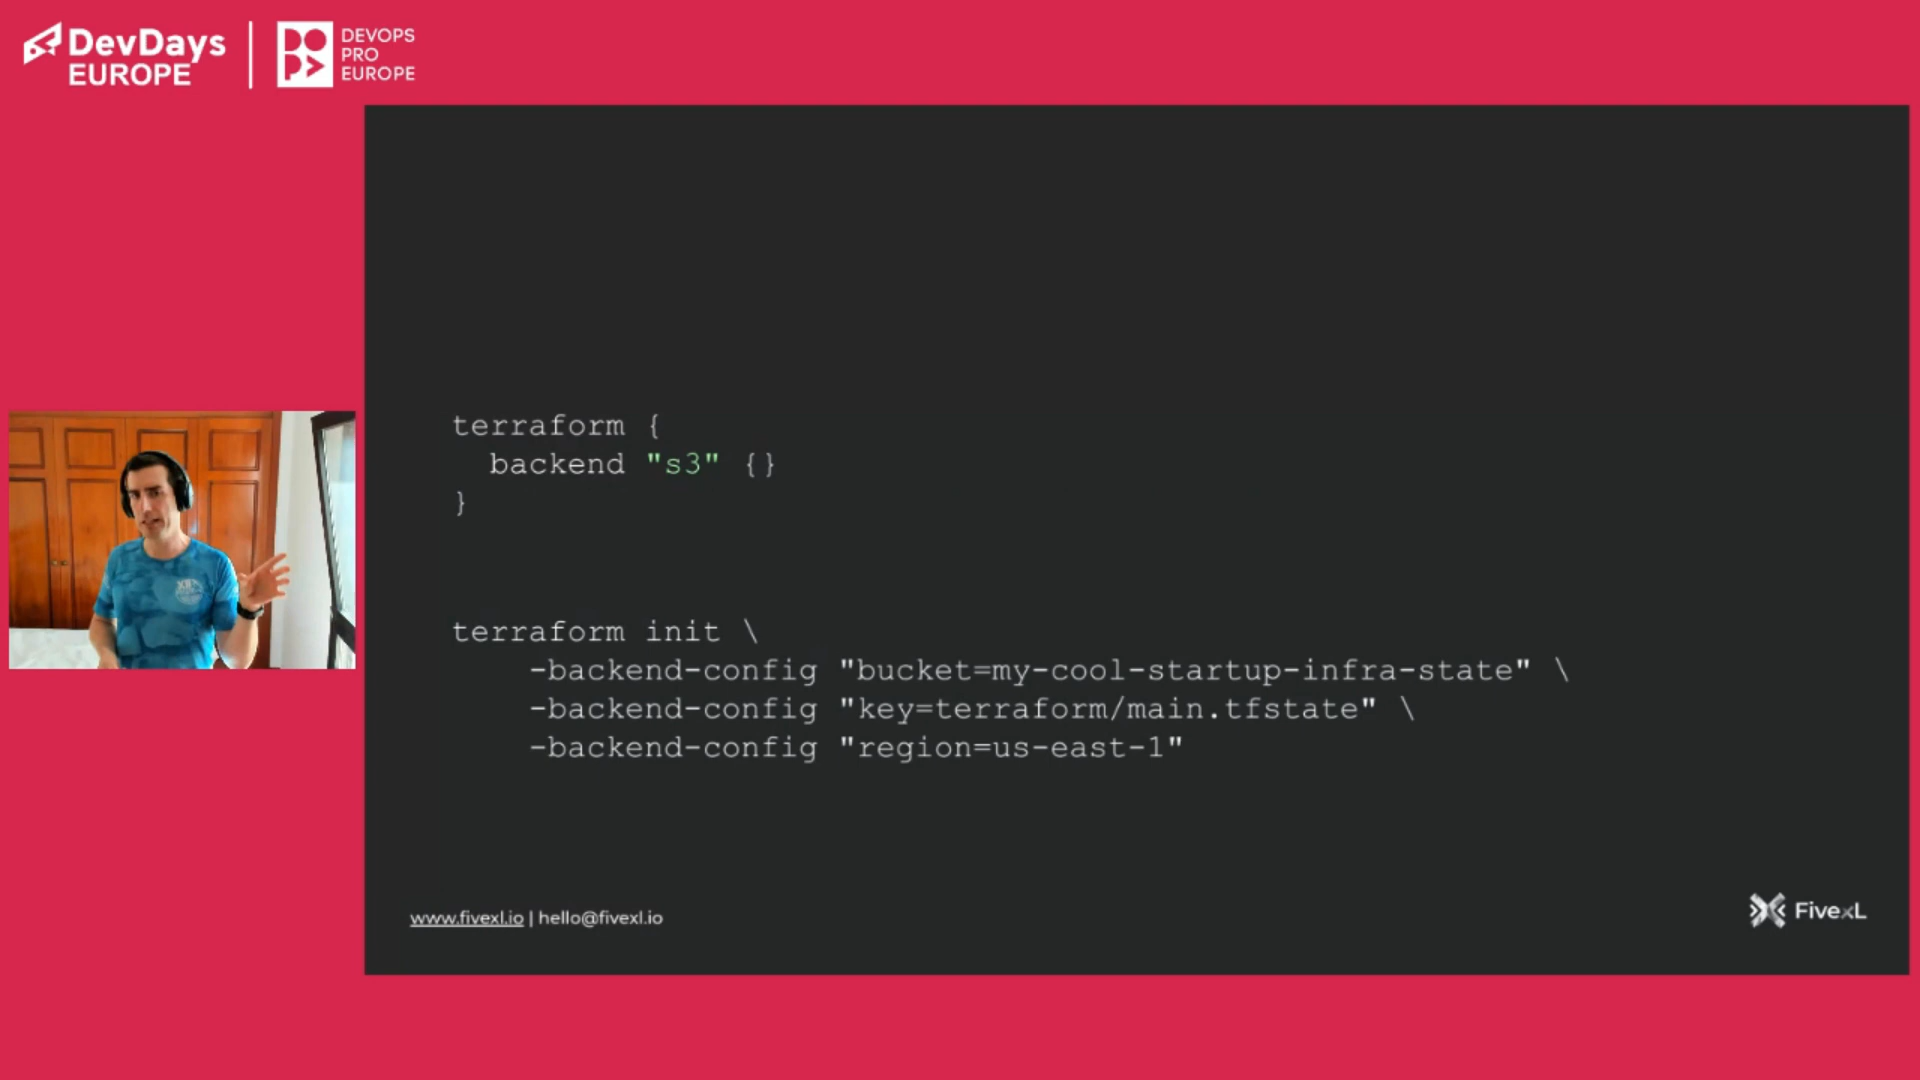 DevDays
EUROPE
DEVOPS
PRO
EUROPE
terraform {
  backend "s3" {}
}
terraform init \
    -backend-config "bucket=my-cool-startup-infra-state" \
    -backend-config "key=terraform/main.tfstate" \
    -backend-config "region=us-east-1"
www.fivexl.io | hello@fivexl.io
FivexL